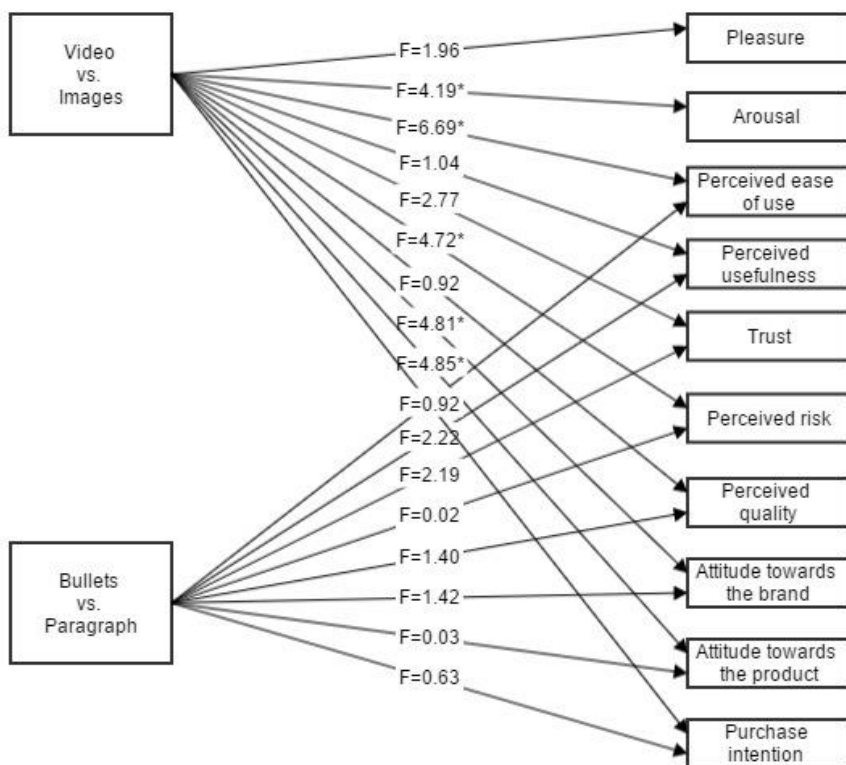 Video
vs.
Images
Bullets
vs.
Paragraph
F=1.96
F=4.19*
F=6.69*
F=1.04
F=2.77
F=4.72*
F=0.92
F=4.81*
F=4.85*
F=0.92
F=2.22
F=2.19
F=0.02
F=1.40
F=1.42
F=0.03
F=0.63
Pleasure
Arousal
Perceived ease
of use
Perceived
usefulness
Trust
Perceived risk
Perceived
quality
Attitude towards
the brand
Attitude towards
the product
Purchase
intention